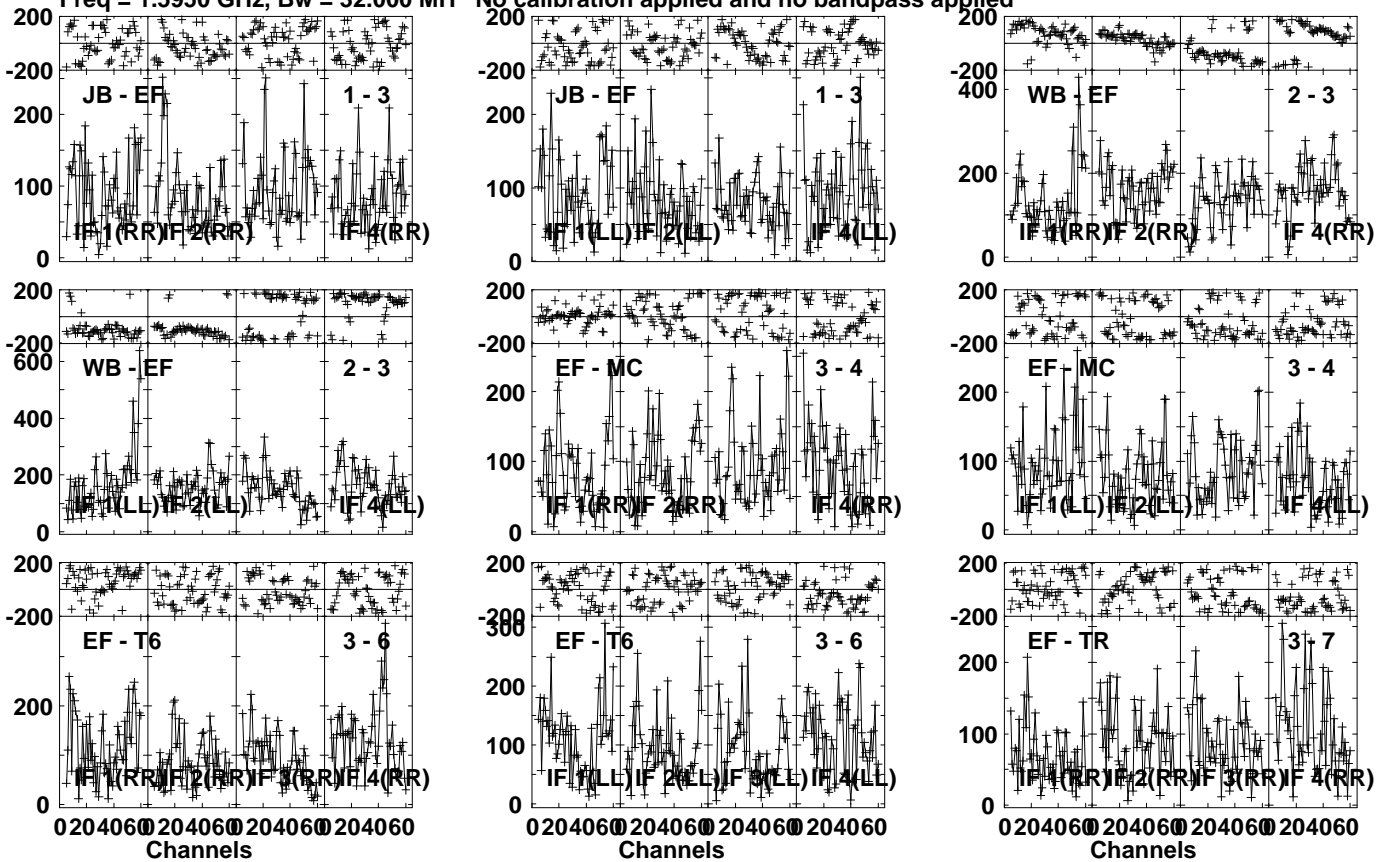 Freq = 1.5950 GHz, Bw = 32.000 MH No calibration applied and no bandpass applied
200
-200
JB - EF
1 - 3
200
100
0
IF 1(RR)
IF 2(RR)
IF 4(RR)
JB - EF
1 - 3
200
100
0
IF 1(LL)
IF 2(LL)
IF 4(LL)
200
-200
WB - EF
2 - 3
400
200
0
IF 1(RR)
IF 2(RR)
IF 4(RR)
200
-200
WB - EF
2 - 3
600
400
200
0
IF 1(LL)
IF 2(LL)
IF 4(LL)
EF - MC
3 - 4
200
100
0
IF 1(RR)
IF 2(RR)
IF 4(RR)
EF - MC
3 - 4
200
100
0
IF 1(LL)
IF 2(LL)
IF 4(LL)
200
-200
EF - T6
3 - 6
200
0
IF 1(RR)
IF 2(RR)
IF 3(RR)
IF 4(RR)
0 20 40 60 0 20 40 60 0 20 40 60 0 20 40 60
Channels
200
-200
300
EF - T6
3 - 6
200
100
0
IF 1(LL)
IF 2(LL)
IF 3(LL)
IF 4(LL)
0 20 40 60 0 20 40 60 0 20 40 60 0 20 40 60
Channels
200
-200
EF - TR
3 - 7
200
100
0
IF 1(RR)
IF 2(RR)
IF 3(RR)
IF 4(RR)
0 20 40 60 0 20 40 60 0 20 40 60 0 20 40 60
Channels